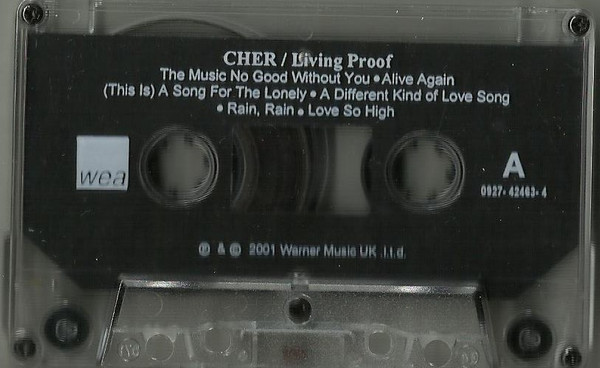 CHER / Living Proof
The Music No Good Without You • Alive Again
(This Is) A Song For The Lonely • A Different Kind of Love Song
• Rain, Rain • Love So High
wea
A
0927-42463-4
℗ & © 2001 Warner Music UK .l.t.d.